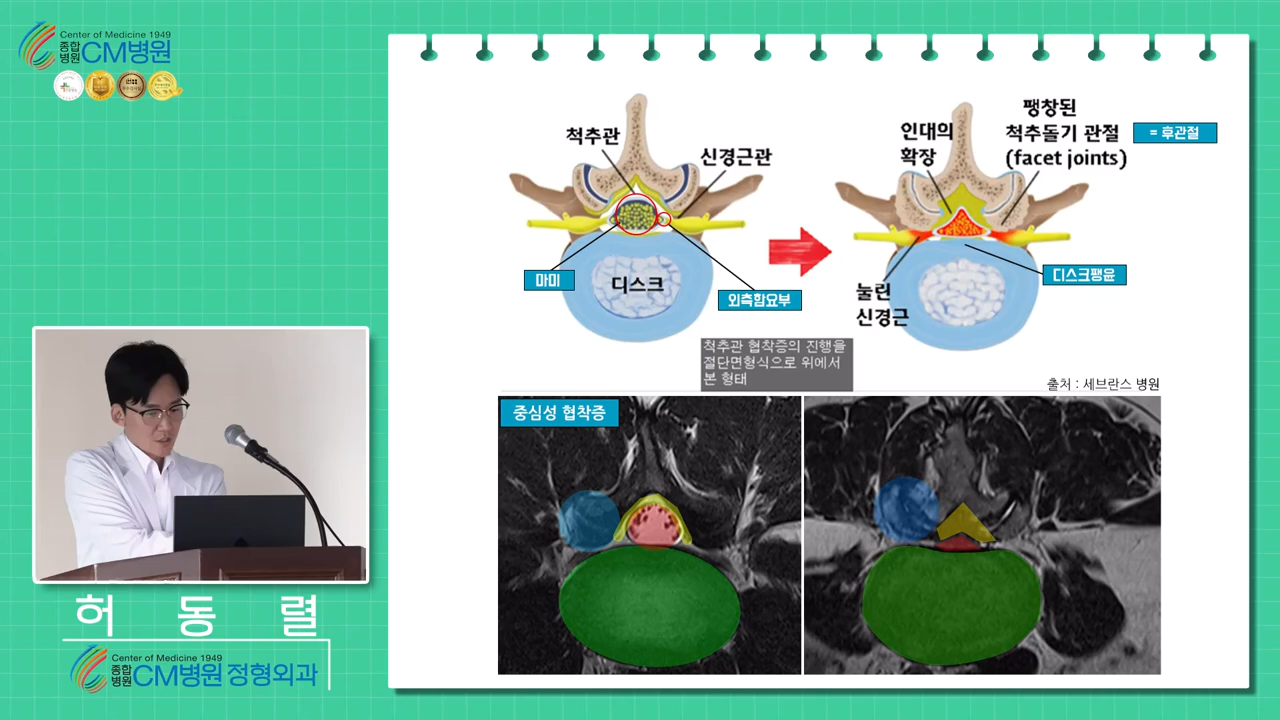 Center of Medicine 1949
종합
병원
CM병원
척추관
신경근관
마미
디스크
외측함요부
인대의
확장
팽창된
척추돌기 관절
(facet joints)
= 후관절
디스크팽윤
눌린
신경근
척추관 협착증의 진행을
절단면형식으로 위에서
본 형태
출처 : 세브란스 병원
중심성 협착증
허 동 렬
Center of Medicine 1949
종합
병원
CM병원 정형외과